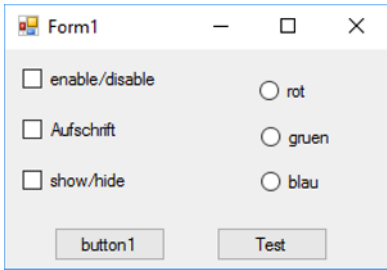 Form1
enable/disable
rot
Aufschrift
gruen
show/hide
blau
button1
Test